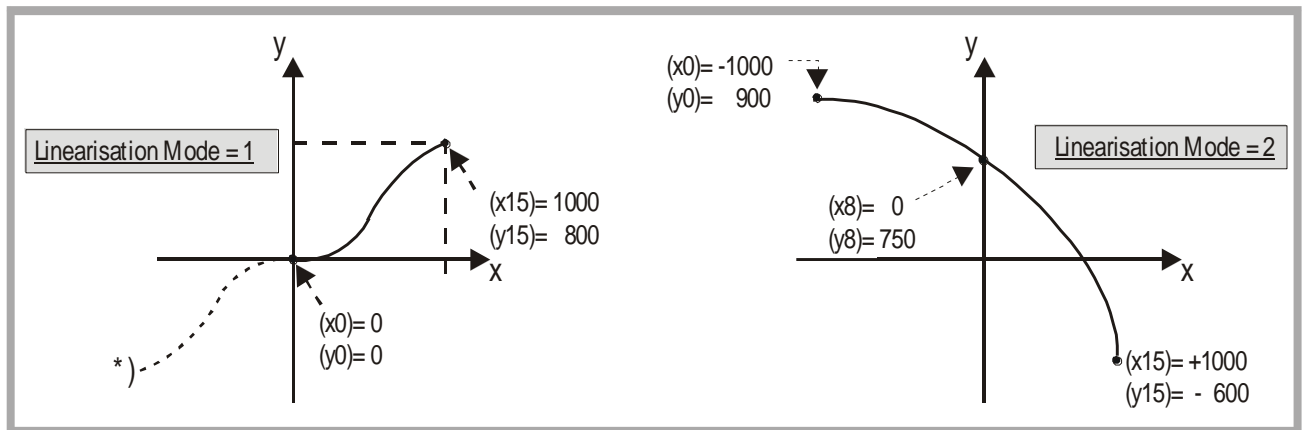 y
Linearisation Mode = 1
(x15)= 1000
(y15)= 800
x
(x0)= 0
(y0)= 0
*)
y
(x0)= -1000
(y0)= 900
Linearisation Mode = 2
(x8)= 0
(y8)= 750
x
(x15)= +1000
(y15)= - 600